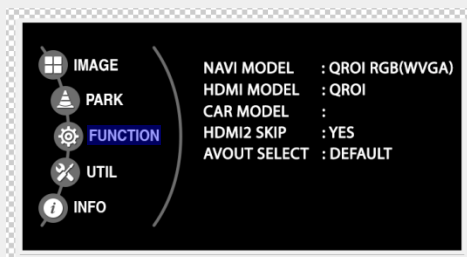 IMAGE
PARK
FUNCTION
UTIL
INFO
NAVI MODEL : QROI RGB(WVGA)
HDMI MODEL : QROI
CAR MODEL :
HDMI2 SKIP : YES
AVOUT SELECT : DEFAULT